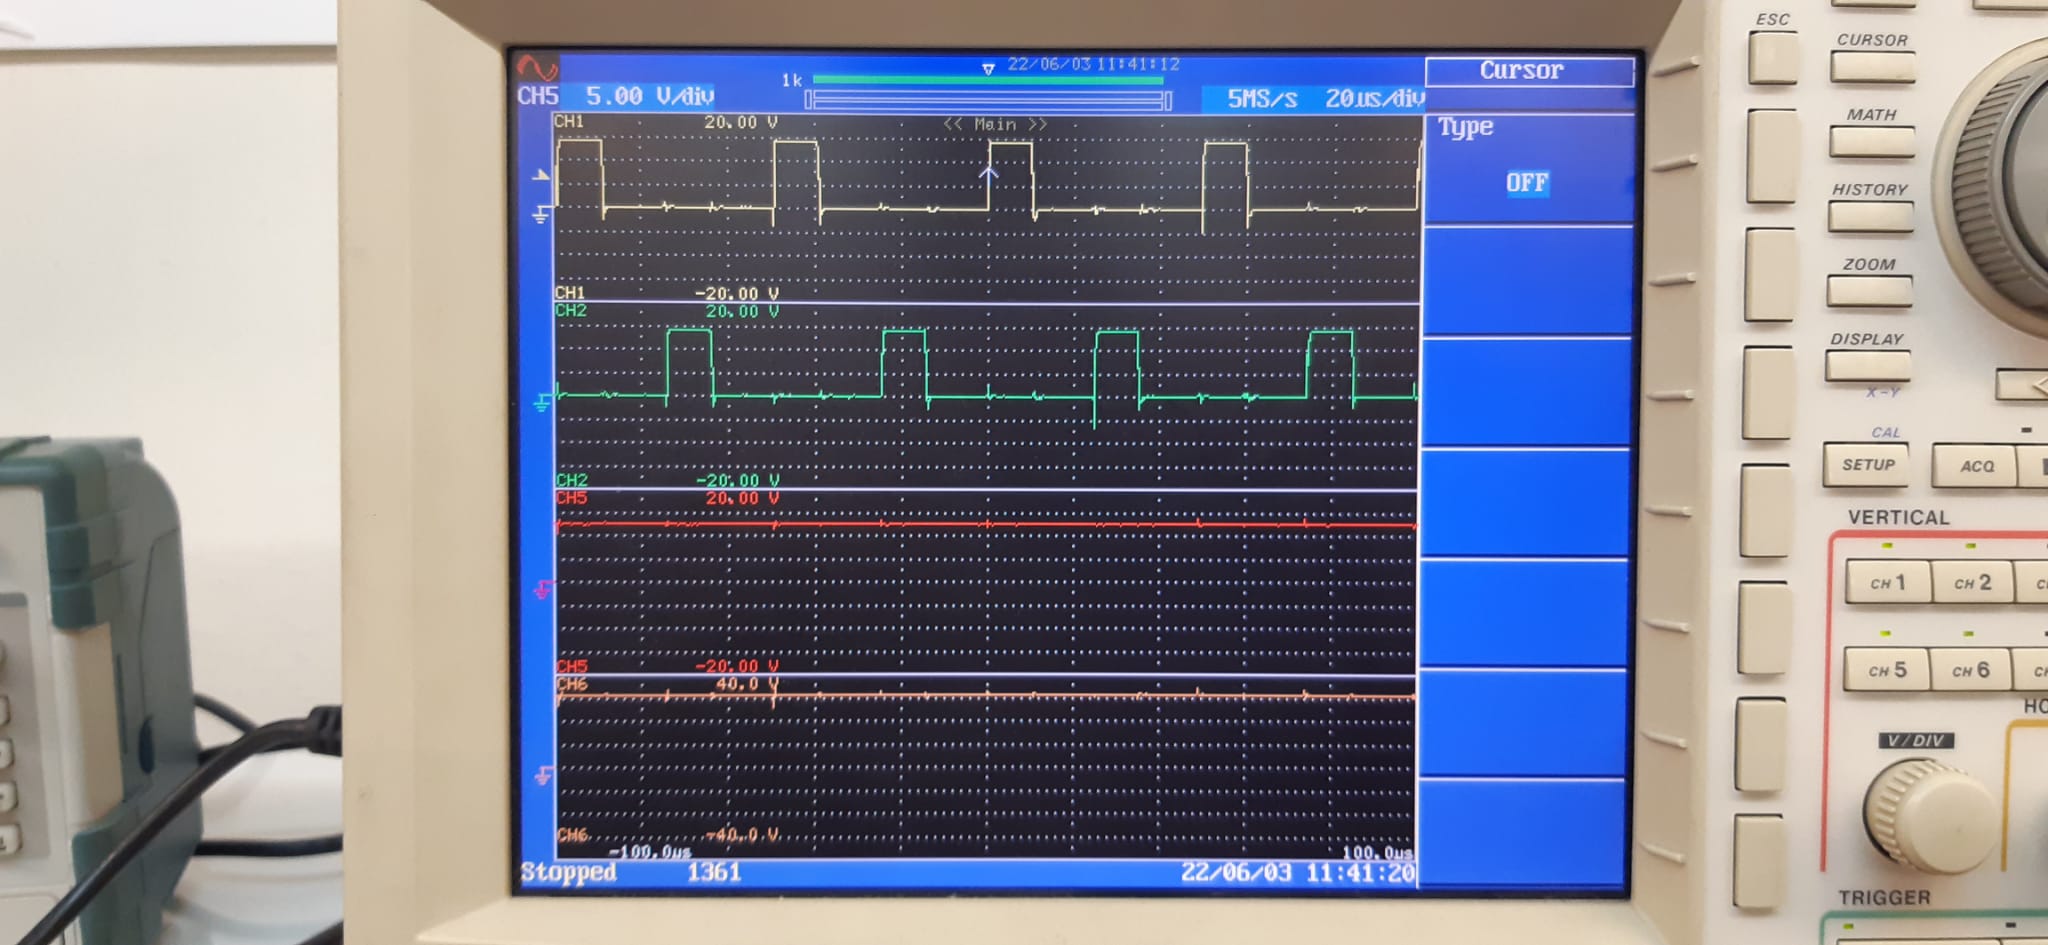 22/06/03 11:41:12
1k
CH5 5.00 V/div
5MS/s 20us/div
CH1 20.00 V
<< Main >>
CH1 -20.00 V
CH2 20.00 V
CH2 -20.00 V
CH5 20.00 V
CH5 -20.00 V
CH6 40.0 V
CH6 -40.0 V
-100.0us
100.0us
Stopped 1361
22/06/03 11:41:20
Cursor
Type
OFF
ESC
CURSOR
MATH
HISTORY
ZOOM
DISPLAY
X-Y
CAL
SETUP
ACQ
VERTICAL
CH 1
CH 2
CH 5
CH 6
V/DIV
TRIGGER